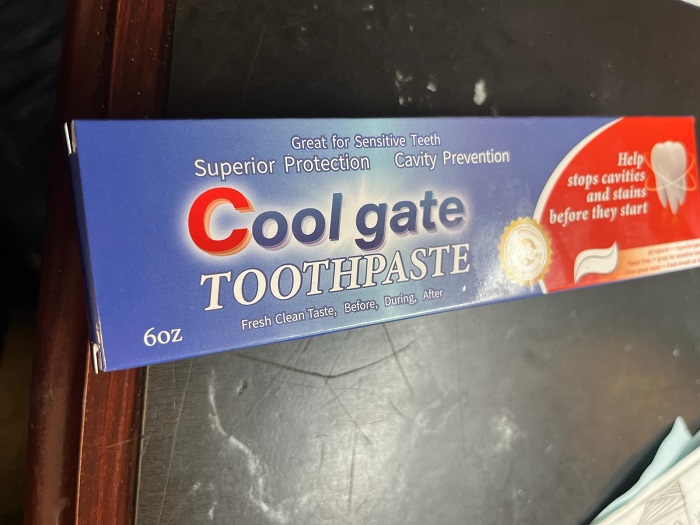 Great for Sensitive Teeth
Superior Protection Cavity Prevention
Cool gate
TOOTHPASTE
Fresh Clean Taste, Before, During, After
6oz
Help
stops cavities
and stains
before they start